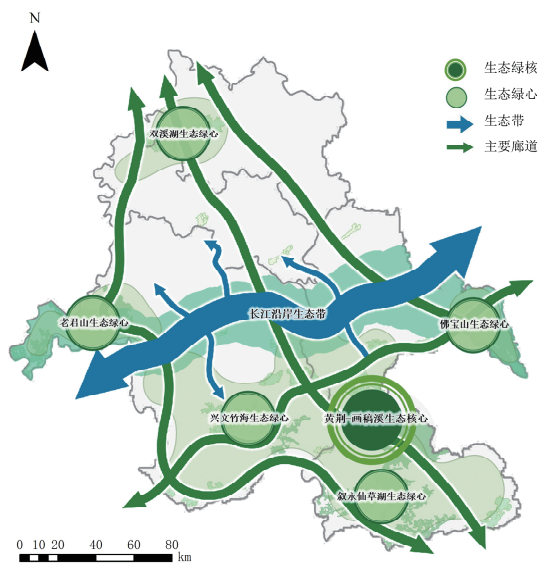 N
生态绿核
生态绿心
生态带
主要廊道
双溪湖生态绿心
长江沿岸生态带
老君山生态绿心
佛宝山生态绿心
兴文竹海生态绿心
黄荆-画稿溪生态核心
叙永仙草湖生态绿心
0 10 20 40 60 80
km